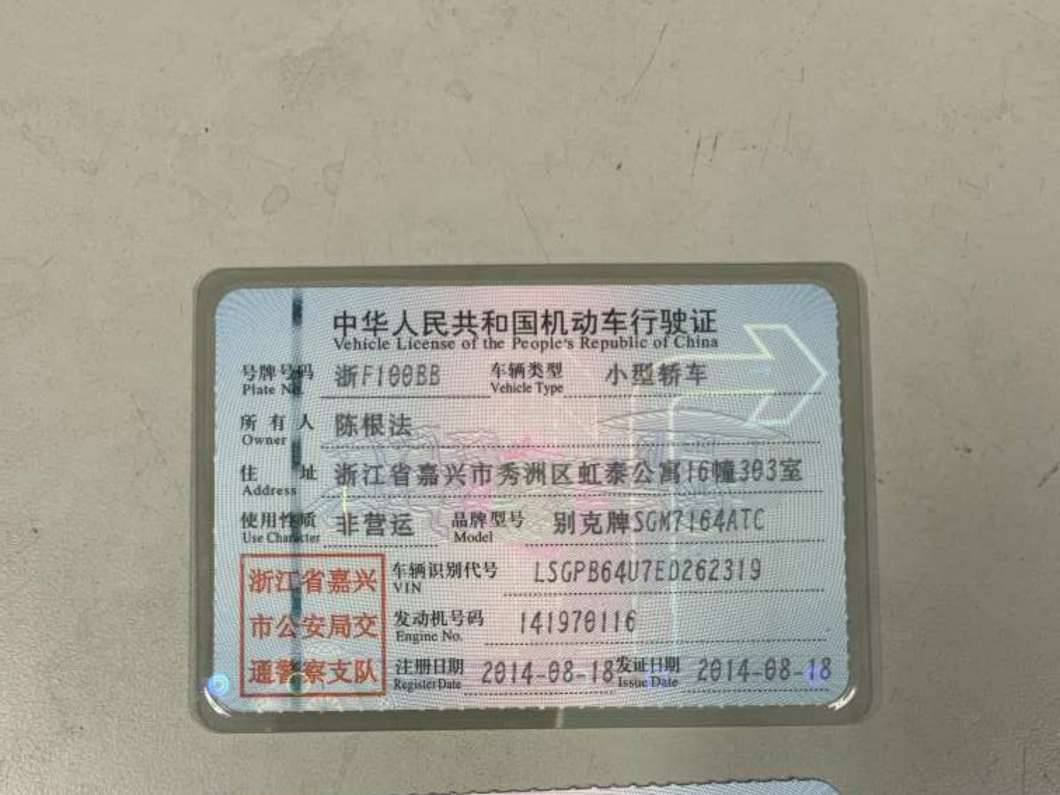 中华人民共和国机动车行驶证
Vehicle License of the People's Republic of China
号牌号码 浙F100BB 车辆类型 小型轿车
Plate No. Vehicle Type
所有人 陈根法
Owner
住址 浙江省嘉兴市秀洲区虹泰公寓16幢303室
Address
使用性质 非营运 品牌型号 别克牌SGM7164ATC
Use Character Model
浙江省嘉兴 车辆识别代号 LSGPB64U7ED262319
VIN
市公安局交 发动机号码 141970116
Engine No.
通警察支队 注册日期 2014-08-18 发证日期 2014-08-18
Register Date Issue Date